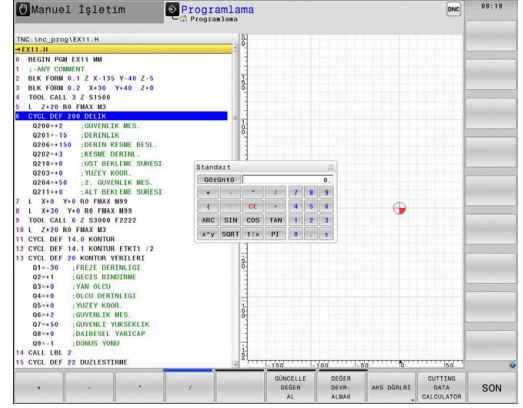 Manuel İşletim
Programlama
Programlama
DNC
08:18
TNC:\nc_prog\EX11.H
→EX11.H
0 BEGIN PGM EX11 MM
1 ;-ANY COMMENT
2 BLK FORM 0.1 Z X-135 Y-40 Z-5
3 BLK FORM 0.2 X+30 Y+40 Z+0
4 TOOL CALL 3 Z S1500
5 L Z+20 R0 FMAX M3
6 CYCL DEF 200 DELIK
Q200=+2 ;GUVENLIK MES.
Q201=-15 ;DERINLIK
Q206=+150 ;DERIN KESME BESL.
Q202=+3 ;KESME DERINL.
Q210=+0 ;UST BEKLEME SURESI
Q203=+0 ;YUZEY KOOR.
Q204=+50 ;2. GUVENLIK MES.
Q211=+0 ;ALT BEKLEME SURESI
7 L X+0 Y+0 R0 FMAX M99
8 L X+30 Y+0 R0 FMAX M99
9 TOOL CALL 6 Z S3000 F2222
10 L Z+20 R0 FMAX M3
11 CYCL DEF 14.0 KONTUR
12 CYCL DEF 14.1 KONTUR ETKT1 /2
13 CYCL DEF 20 KONTUR VERILERI
Q1=-30 ;FREZE DERINLIGI
Q2=+1 ;GECIS BINDIRME
Q3=+0 ;YAN OLCU
Q4=+0 ;OLCU DERINLIGI
Q5=+0 ;YUZEY KOOR.
Q6=+2 ;GUVENLIK MES.
Q7=+50 ;GUVENLI YUKSEKLIK
Q8=+0 ;DAIRESEL YARICAP
Q9=-1 ;DONUS YONU
14 CALL LBL 2
15 CYCL DEF 22 DUZLESTIRME
Standart
Görüntü 0.
+ - * / 7 8 9
( ) CE = 4 5 6
ARC SIN COS TAN 1 2 3
x^y SQRT 1/x PI 0 . ±
-150 -100 -50 0 50
+
-
*
/
GÜNCELLE
DEĞER
AL
DEĞER
DEVR-
ALMAK
AKS DĞRLRİ
CUTTING
DATA
CALCULATOR
SON